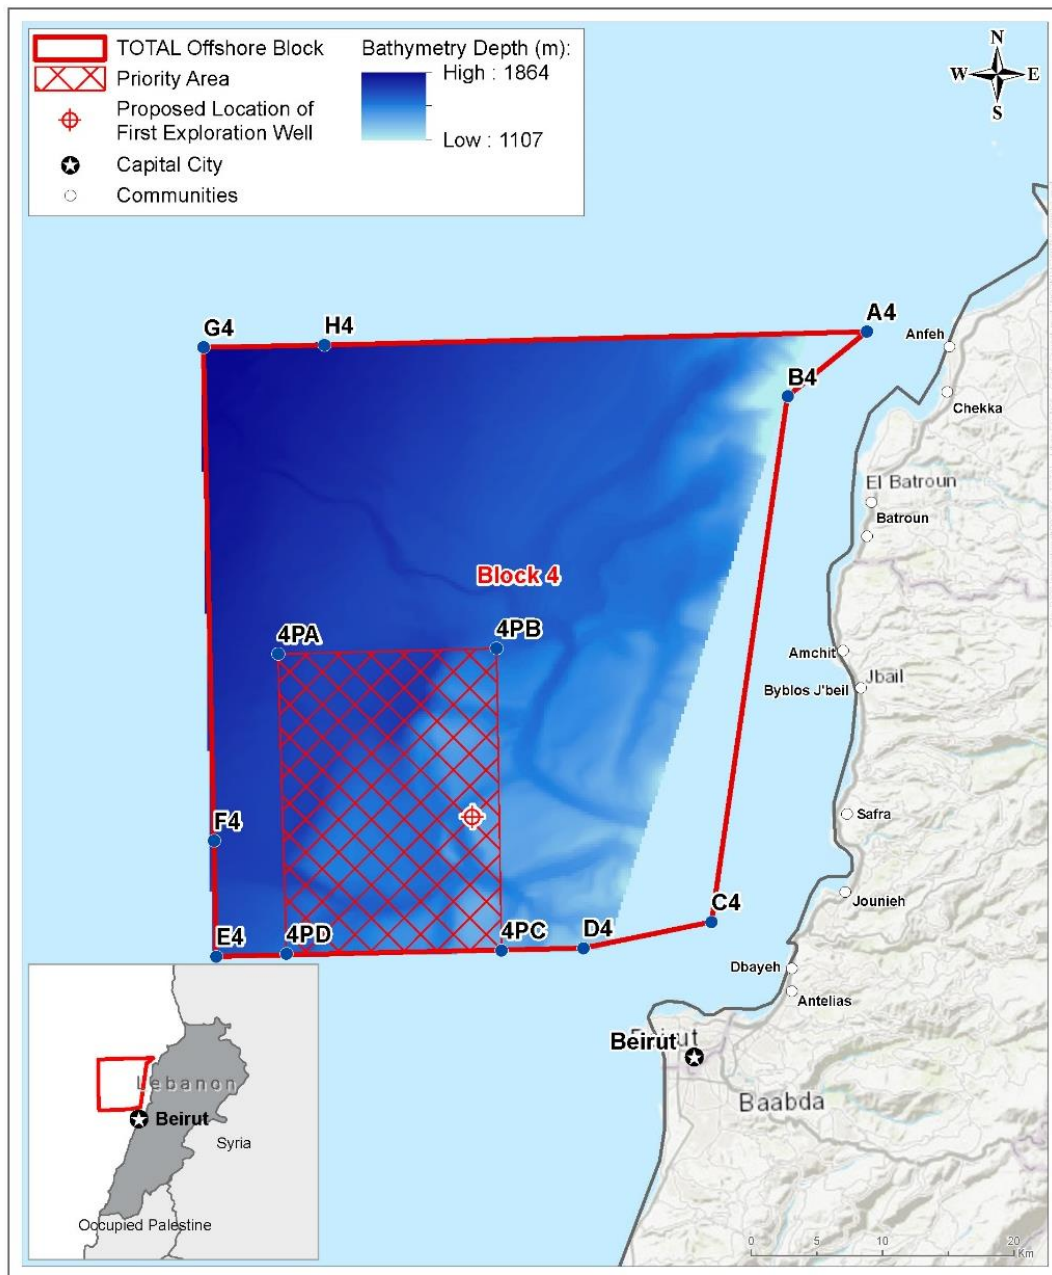 TOTAL Offshore Block
Priority Area
Proposed Location of
First Exploration Well
Capital City
Communities
Bathymetry Depth (m):
High : 1864
Low : 1107
N
W
E
S
G4
H4
A4
Anfeh
B4
Chekka
El Batroun
Batroun
Block 4
4PA
4PB
Amchit
Jbail
Byblos J'beil
F4
Safra
Jounieh
C4
E4
4PD
4PC
D4
Dbayeh
Antelias
Beirut
Baabda
Lebanon
Beirut
Syria
Occupied Palestine
0 5 10 20
Km